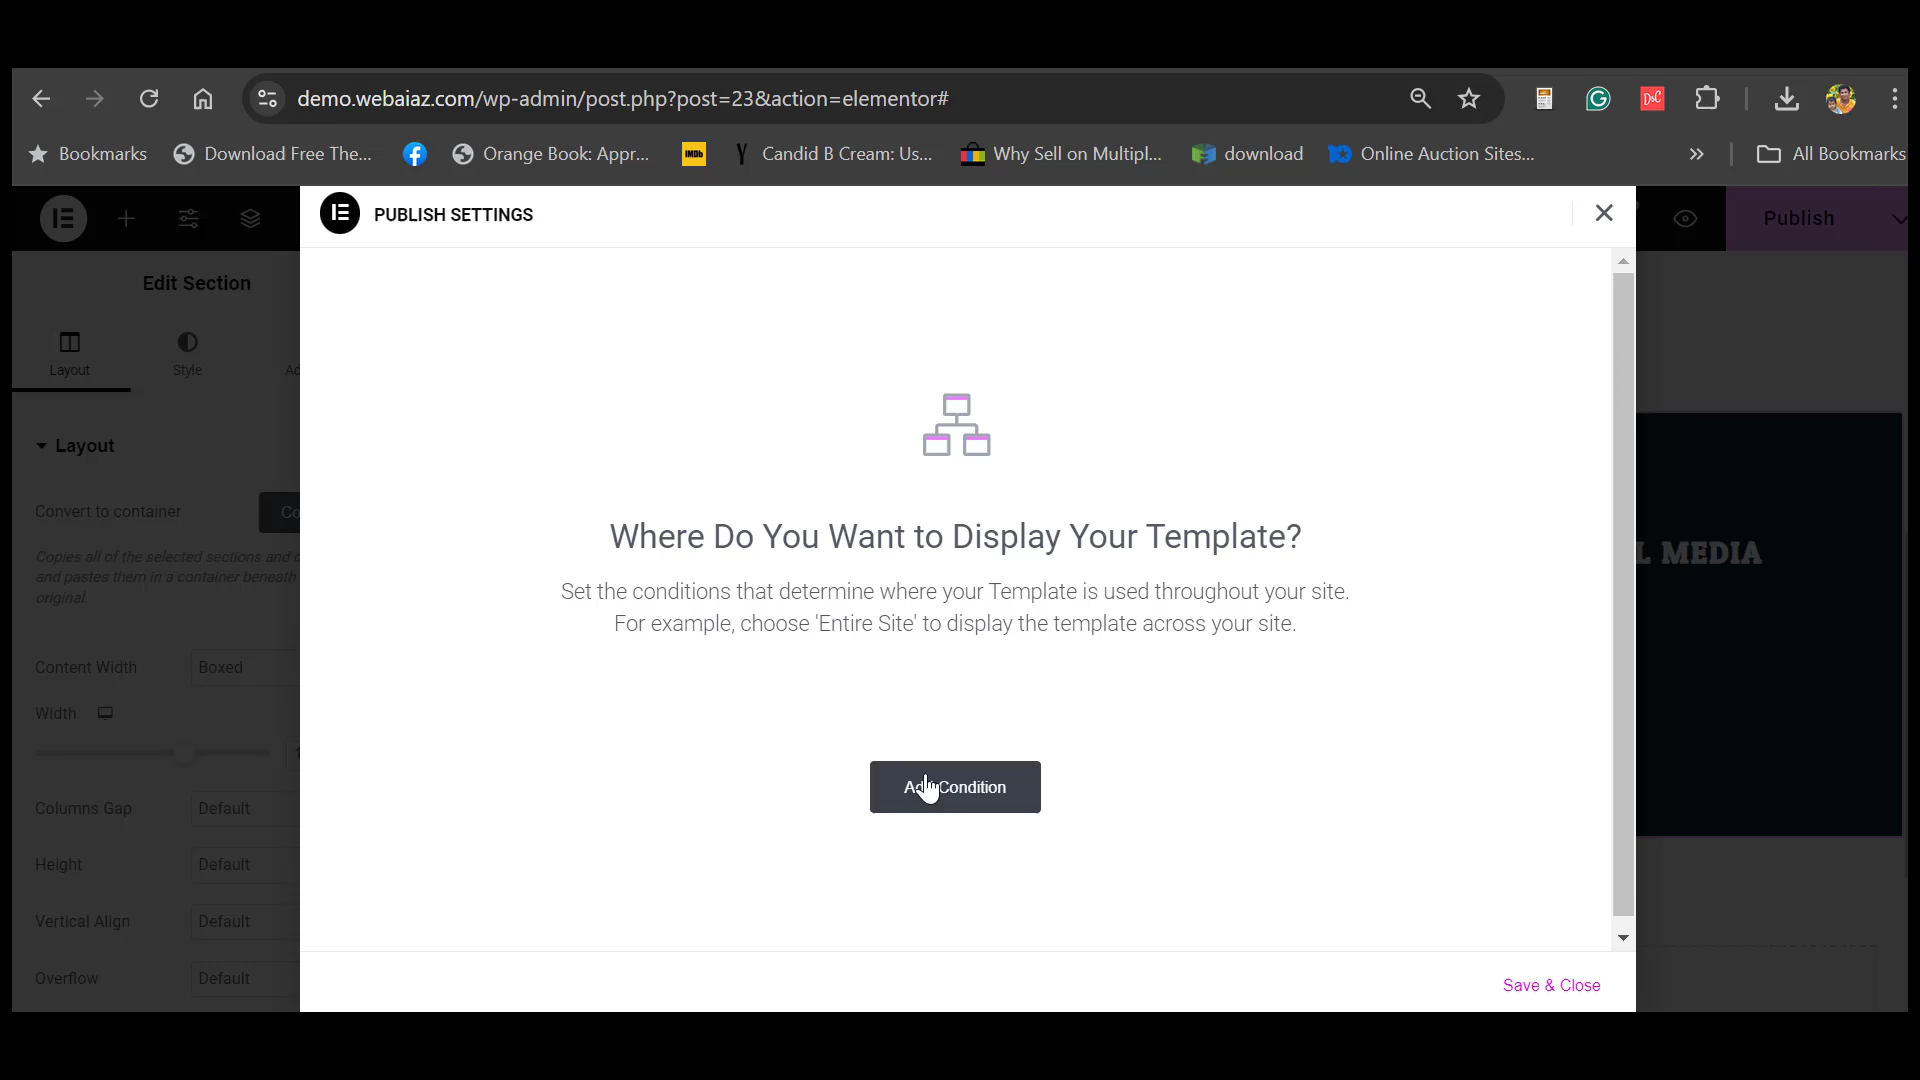 demo.webaiaz.com/wp-admin/post.php?post=23&action=elementor#
Bookmarks
Download Free The...
Orange Book: Appr...
IMDb
Candid B Cream: Us...
Why Sell on Multipl...
download
Online Auction Sites...
All Bookmarks
PUBLISH SETTINGS
Publish
Edit Section
Layout
Style
Layout
Convert to container
Copies all of the selected sections and
and pastes them in a container beneath
original.
Content Width
Boxed
Width
Columns Gap
Default
Height
Default
Vertical Align
Default
Overflow
Default
Where Do You Want to Display Your Template?
Set the conditions that determine where your Template is used throughout your site.
For example, choose 'Entire Site' to display the template across your site.
Add Condition
L MEDIA
Save & Close